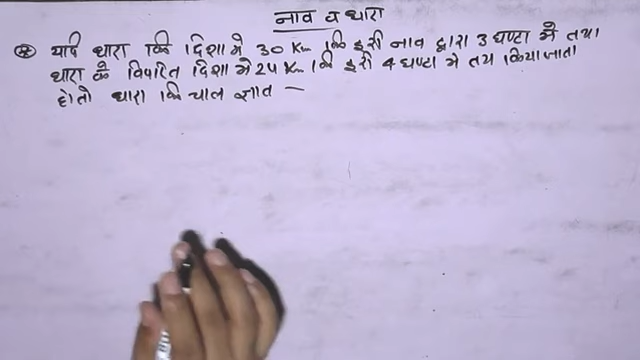 नाव व धारा
यदि धारा कि दिशा मे 30 Km कि दुरी नाव द्वारा 3 घण्टा मे तथा
धारा के विपरित दिशा मे 24 Km कि दुरी 4 घण्टा मे तय किया जाता
हो तो धारा कि चाल ज्ञात —